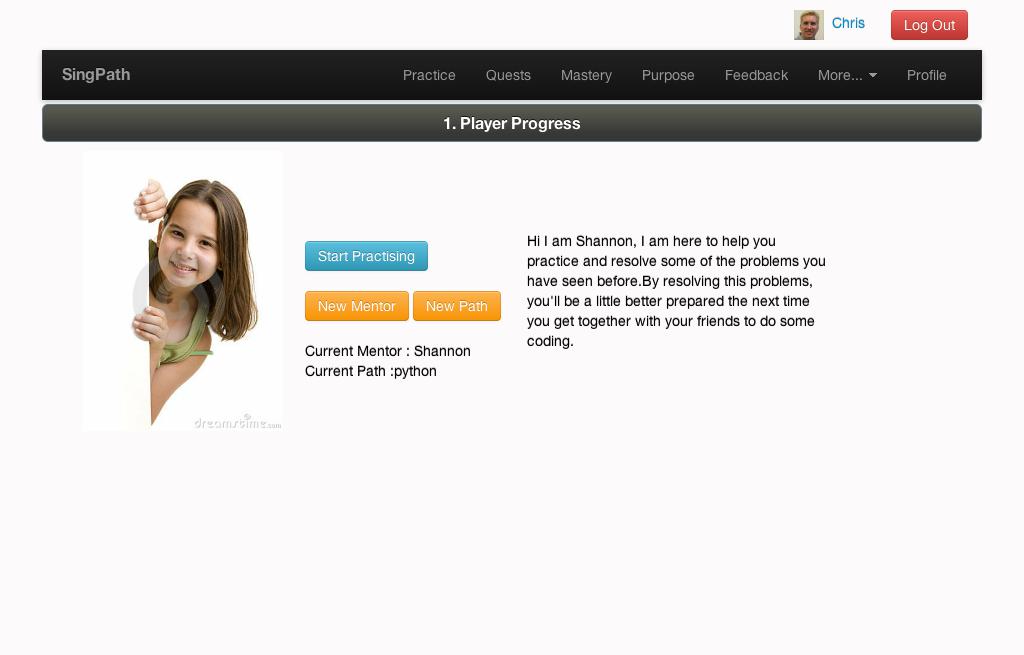 Chris
Log Out
SingPath
Practice
Quests
Mastery
Purpose
Feedback
More...
Profile
1. Player Progress
Start Practising
New Mentor
New Path
Current Mentor : Shannon
Current Path :python
Hi I am Shannon, I am here to help you
practice and resolve some of the problems you
have seen before.By resolving this problems,
you'll be a little better prepared the next time
you get together with your friends to do some
coding.
dreamstime.com